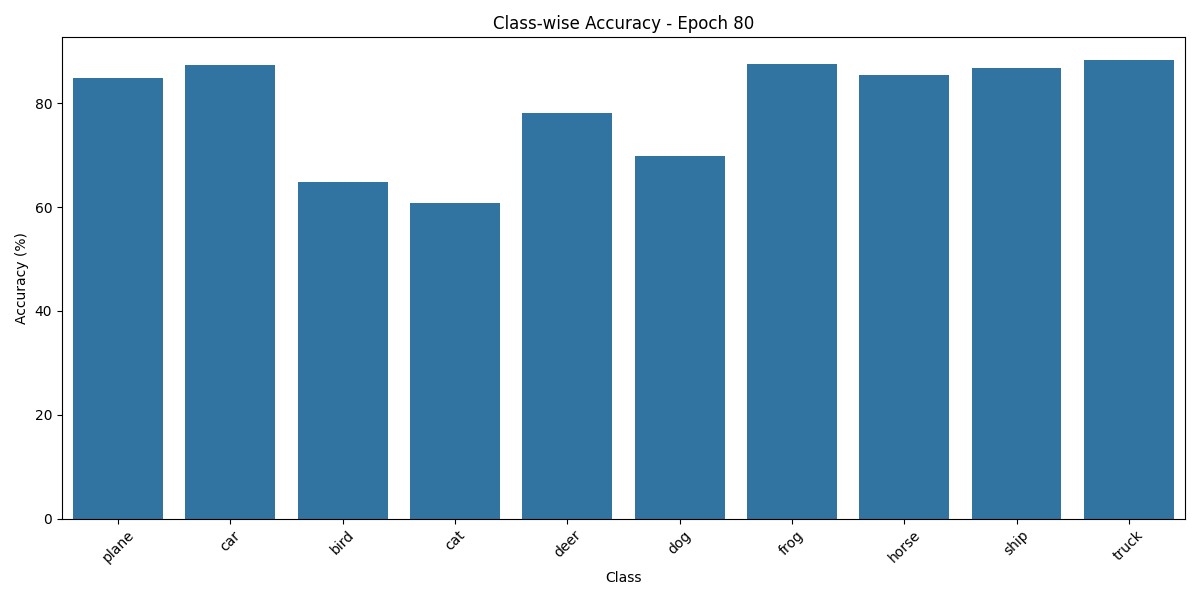 Class-wise Accuracy - Epoch 80
Accuracy (%)
80
60
40
20
0
plane car bird cat deer dog frog horse ship truck
Class